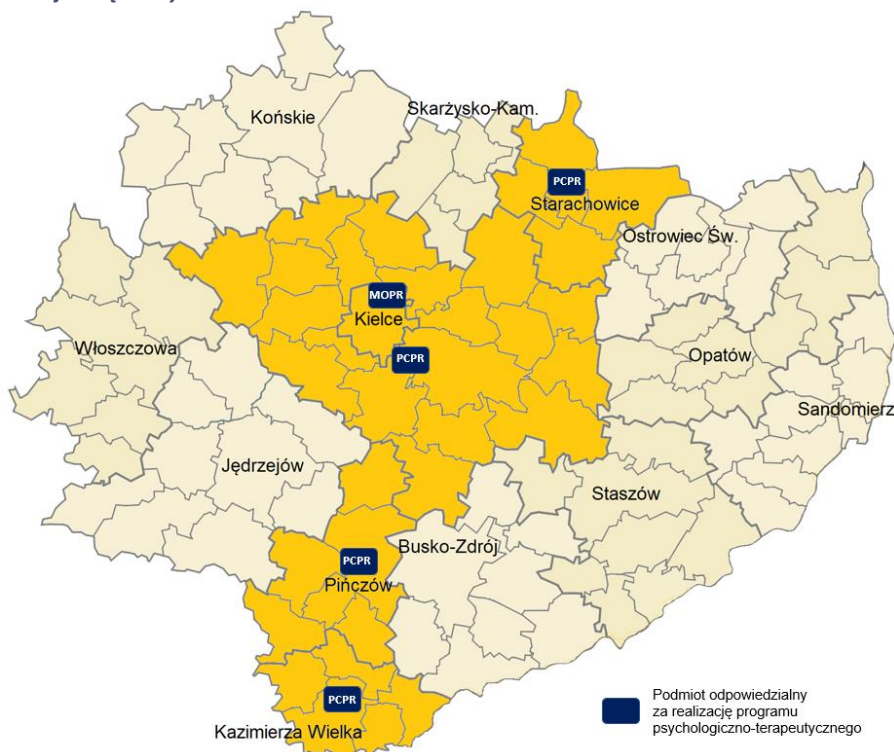 Końskie
Skarżysko-Kam.
PCPR
Starachowice
Ostrowiec Św.
MOPR
Kielce
Włoszczowa
PCPR
Opatów
Sandomierz
Jędrzejów
Staszów
Busko-Zdrój
PCPR
Pińczów
PCPR
Kazimierza Wielka
Podmiot odpowiedzialny
za realizację programu
psychologiczno-terapeutycznego